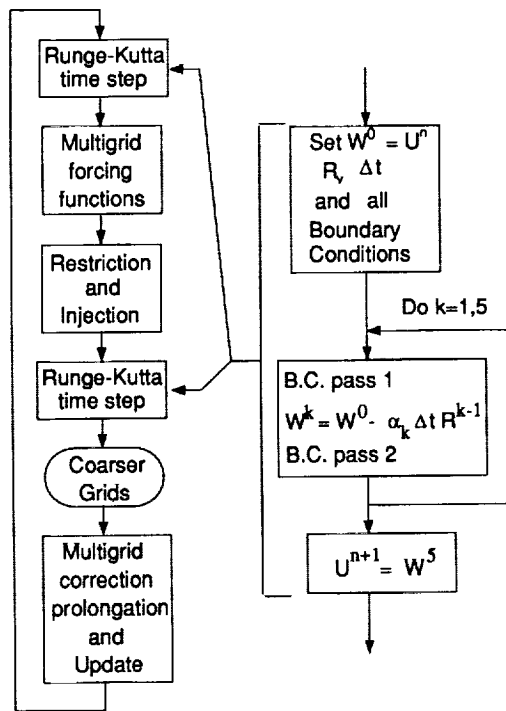 Runge-Kutta
time step
Multigrid
forcing
functions
Restriction
and
Injection
Runge-Kutta
time step
Coarser
Grids
Multigrid
correction
prolongation
and
Update
Set W⁰ = Uⁿ
Rᵥ Δt
and all
Boundary
Conditions
Do k=1,5
B.C. pass 1
Wᵏ = W⁰- αₖ Δt Rᵏ⁻¹
B.C. pass 2
Uⁿ⁺¹ = W⁵